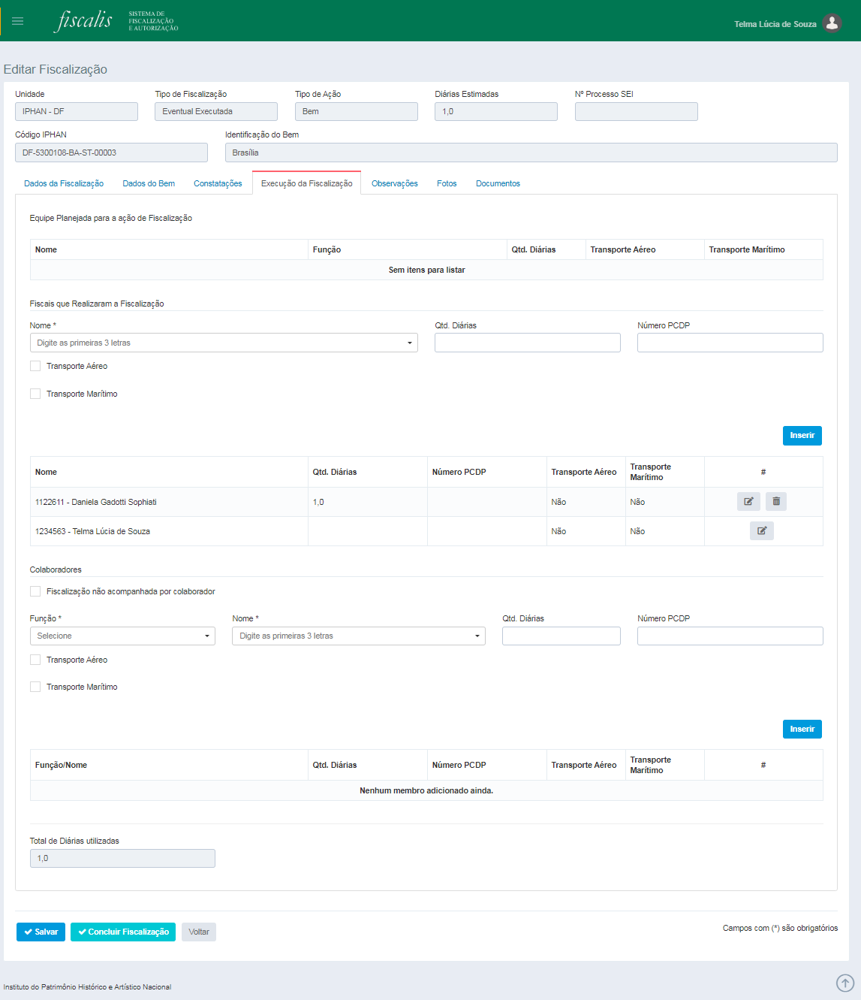 fiscalis
SISTEMA DE
FISCALIZAÇÃO
E AUTORIZAÇÃO
Telma Lúcia de Souza
Editar Fiscalização
Unidade Tipo de Fiscalização Tipo de Ação Diárias Estimadas Nº Processo SEI
IPHAN - DF Eventual Executada Bem 1,0
Código IPHAN Identificação do Bem
DF-5300108-BA-ST-00003 Brasília
Dados da Fiscalização Dados do Bem Constatações Execução da Fiscalização Observações Fotos Documentos
Equipe Planejada para a ação de Fiscalização
Nome Função Qtd. Diárias Transporte Aéreo Transporte Marítimo
Sem itens para listar
Fiscais que Realizaram a Fiscalização
Nome * Qtd. Diárias Número PCDP
Digite as primeiras 3 letras
Transporte Aéreo
Transporte Marítimo
Inserir
Nome Qtd. Diárias Número PCDP Transporte Aéreo Transporte Marítimo #
1122611 - Daniela Gadotti Sophiati 1,0 Não Não
1234563 - Telma Lúcia de Souza Não Não
Colaboradores
Fiscalização não acompanhada por colaborador
Função * Nome * Qtd. Diárias Número PCDP
Selecione Digite as primeiras 3 letras
Transporte Aéreo
Transporte Marítimo
Inserir
Função/Nome Qtd. Diárias Número PCDP Transporte Aéreo Transporte Marítimo #
Nenhum membro adicionado ainda.
Total de Diárias utilizadas
1,0
Salvar Concluir Fiscalização Voltar Campos com (*) são obrigatórios
Instituto do Patrimônio Histórico e Artístico Nacional